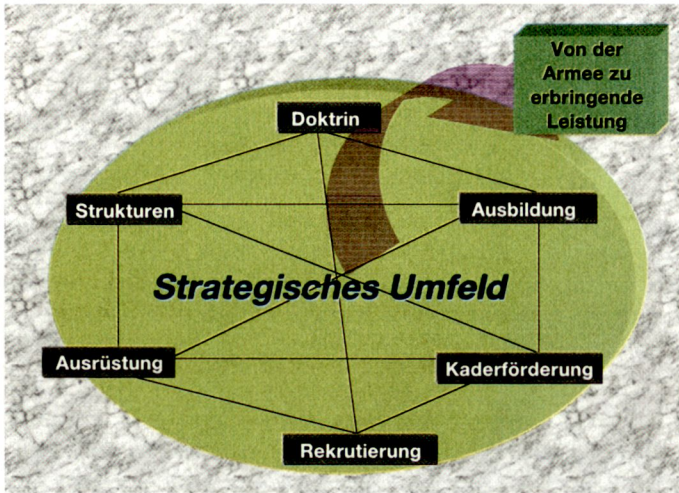 Von der
Armee zu
erbringende
Leistung
Doktrin
Strukturen
Ausbildung
Strategisches Umfeld
Ausrüstung
Kaderförderung
Rekrutierung